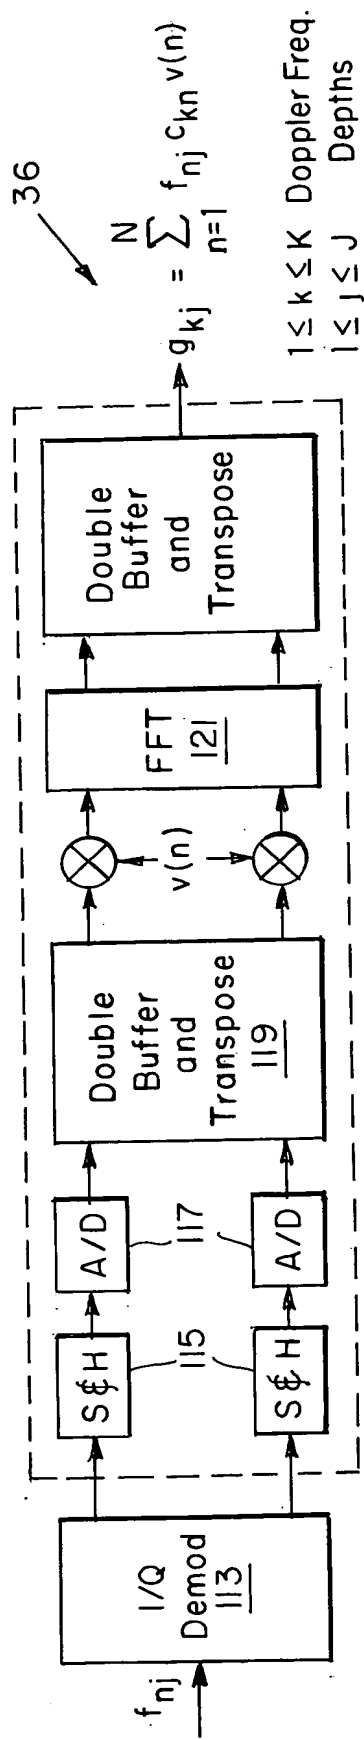 36
f_nj
I/Q
Demod
113
S&H
S&H
115
A/D
A/D
117
Double
Buffer
and
Transpose
119
v(n)
FFT
121
Double
Buffer
and
Transpose
g_kj = N ∑ n=1 f_nj c_kn v(n)
1 ≤ k ≤ K Doppler Freq.
1 ≤ j ≤ J Depths